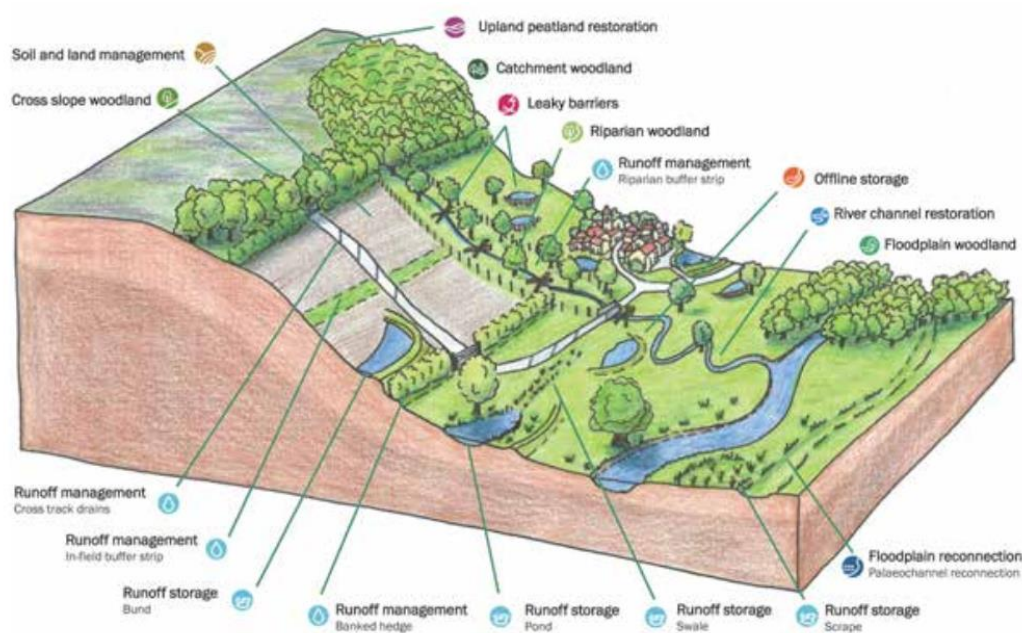 Upland peatland restoration
Soil and land management
Catchment woodland
Cross slope woodland
Leaky barriers
Riparian woodland
Runoff management
Riparian buffer strip
Offline storage
River channel restoration
Floodplain woodland
Runoff management
Cross track drains
Runoff management
In-field buffer strip
Runoff storage
Bund
Runoff management
Banked hedge
Runoff storage
Pond
Runoff storage
Swale
Runoff storage
Scrape
Floodplain reconnection
Palaeochannel reconnection